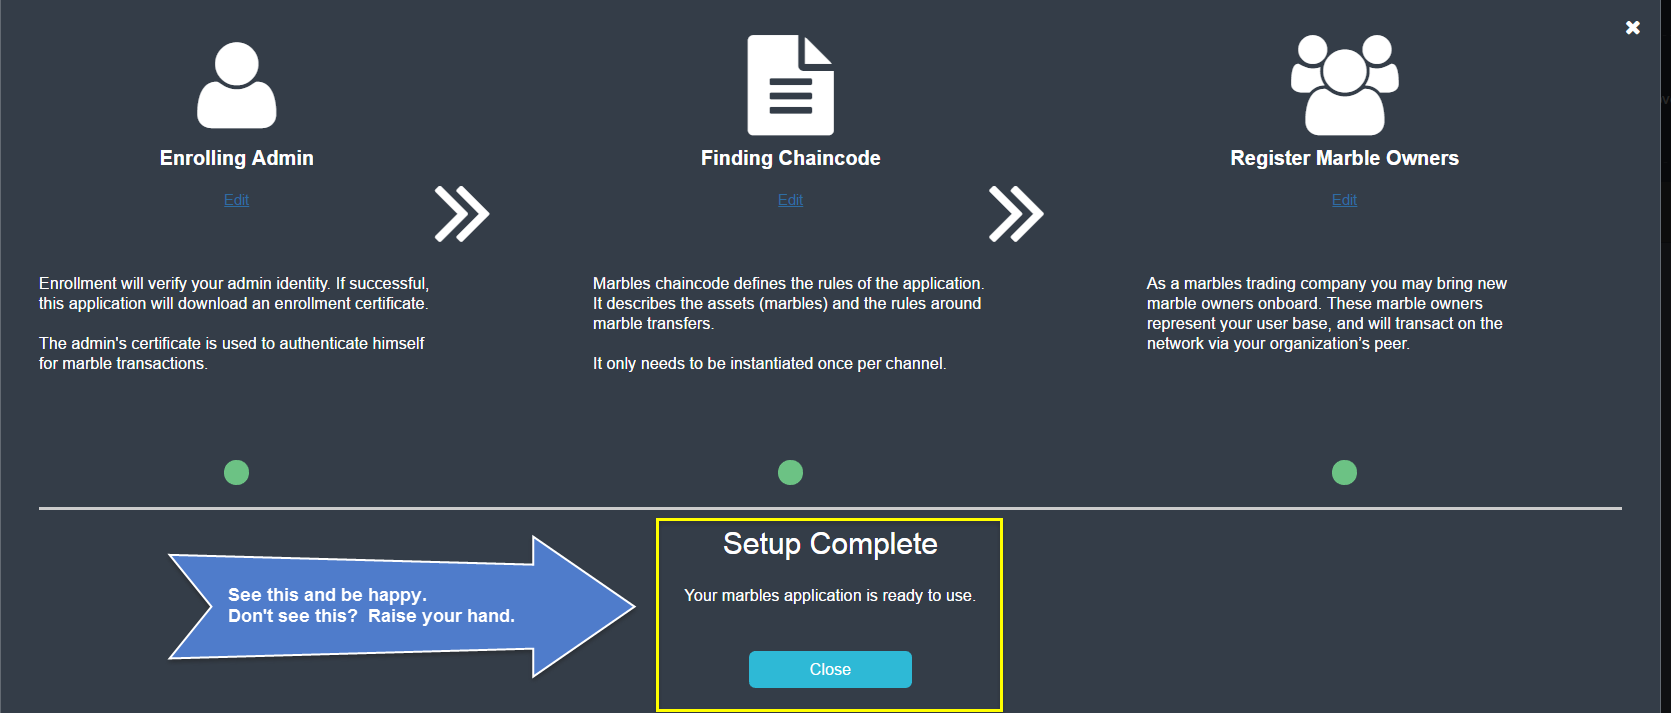 Enrolling Admin
Edit
Enrollment will verify your admin identity. If successful,
this application will download an enrollment certificate.
The admin's certificate is used to authenticate himself
for marble transactions.
Finding Chaincode
Edit
Marbles chaincode defines the rules of the application.
It describes the assets (marbles) and the rules around
marble transfers.
It only needs to be instantiated once per channel.
Register Marble Owners
Edit
As a marbles trading company you may bring new
marble owners onboard. These marble owners
represent your user base, and will transact on the
network via your organization’s peer.
See this and be happy.
Don't see this?  Raise your hand.
Setup Complete
Your marbles application is ready to use.
Close